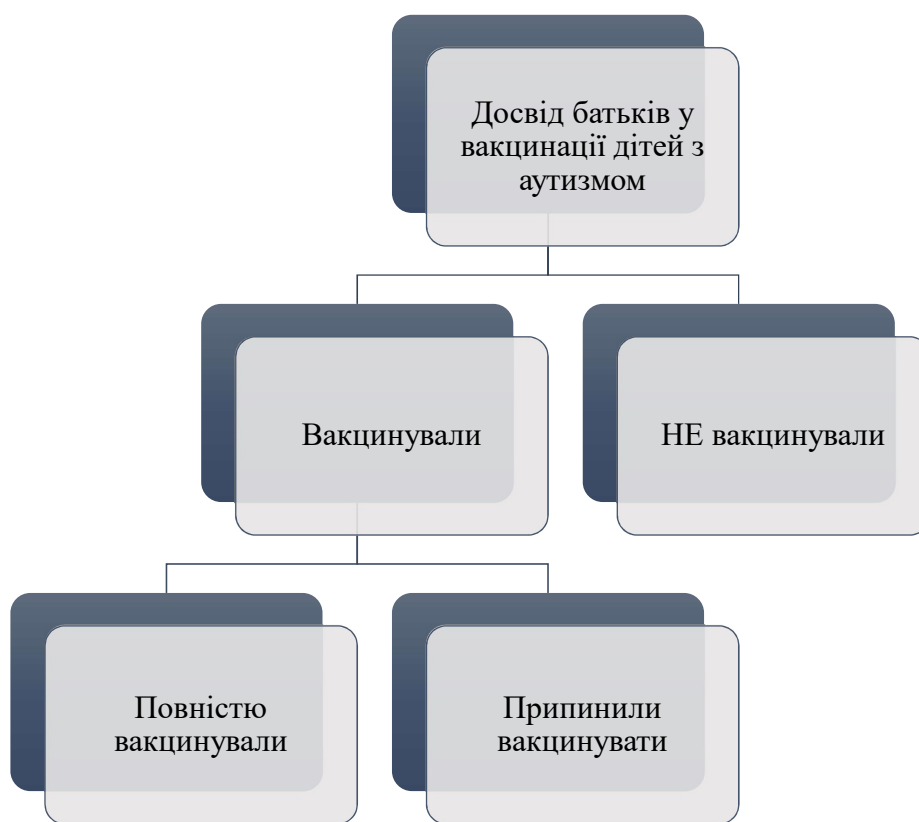 Досвід батьків у
вакцинації дітей з
аутизмом
Вакцинували
НЕ вакцинували
Повністю
вакцинували
Припинили
вакцинувати